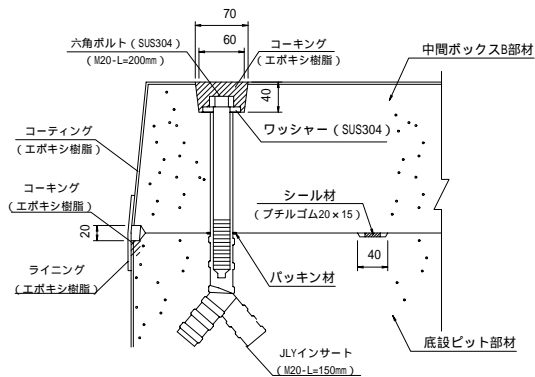 70
六角ボルト(SUS304)
(M20-L=200mm)
60
コーキング
(エポキシ樹脂)
中間ボックスB部材
40
ワッシャー(SUS304)
コーティング
(エポキシ樹脂)
コーキング
(エポキシ樹脂)
20
シール材
(ブチルゴム20×15)
40
ライニング
(エポキシ樹脂)
パッキン材
底設ピット部材
JLYインサート
(M20-L=150mm)